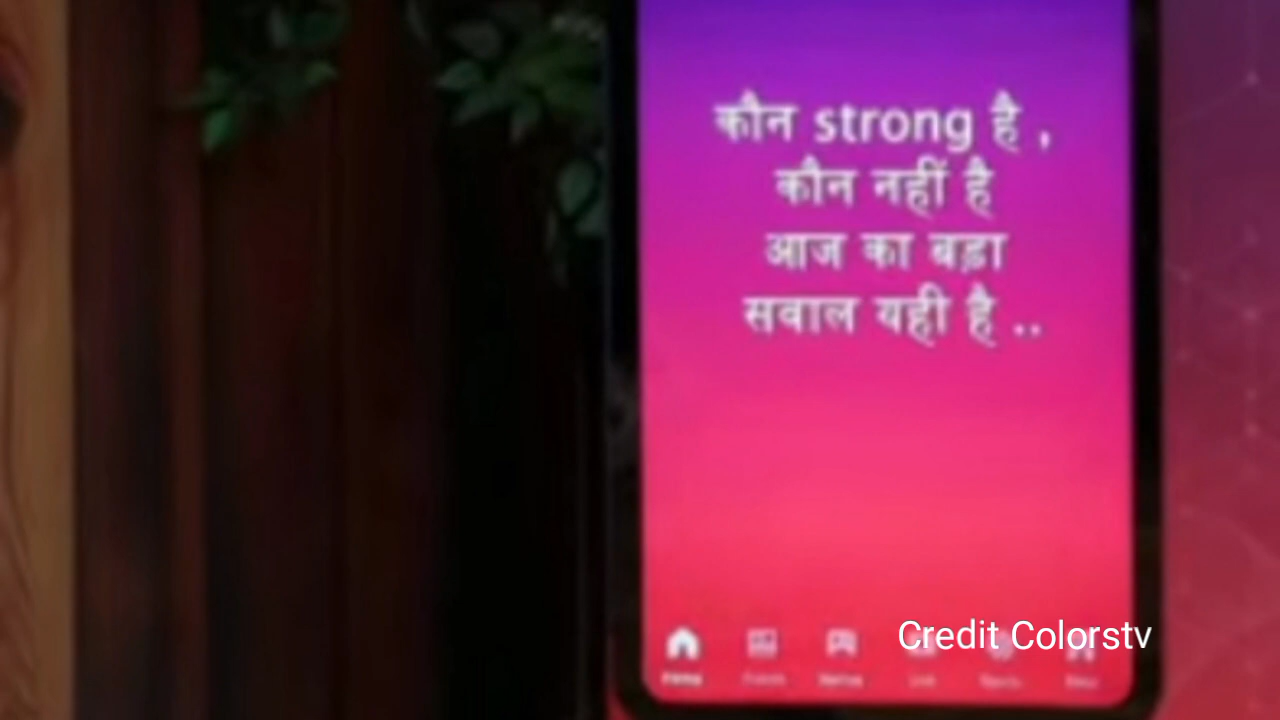 कौन strong है ,
कौन नहीं है
आज का बड़ा
सवाल यही है ..
Credit Colorstv